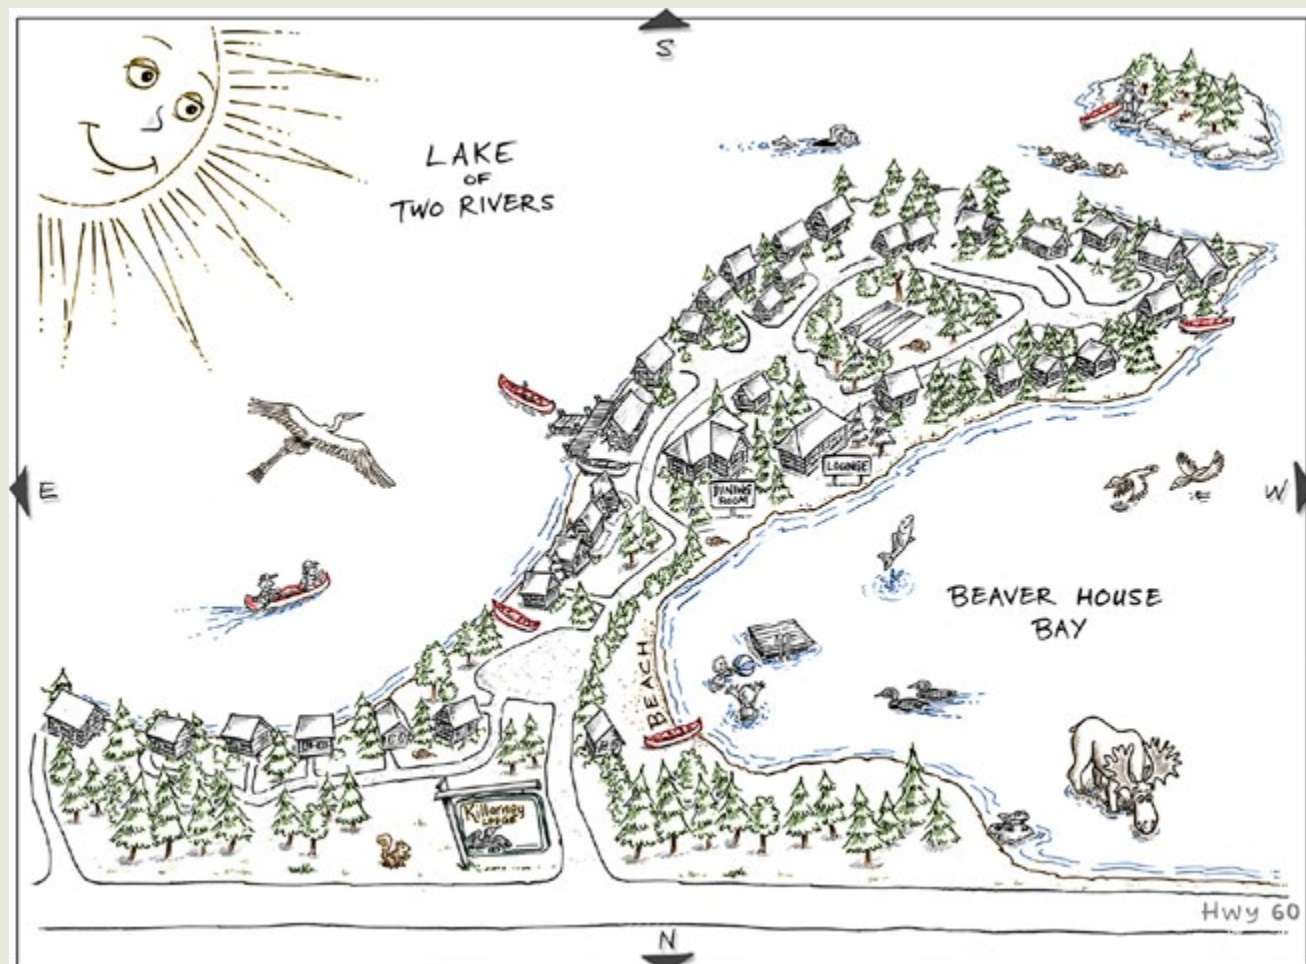 S
LAKE
OF
TWO RIVERS
E
W
LOUNGE
DINING
ROOM
BEAVER HOUSE
BAY
BEACH
Killarney
LODGE
Hwy 60
N